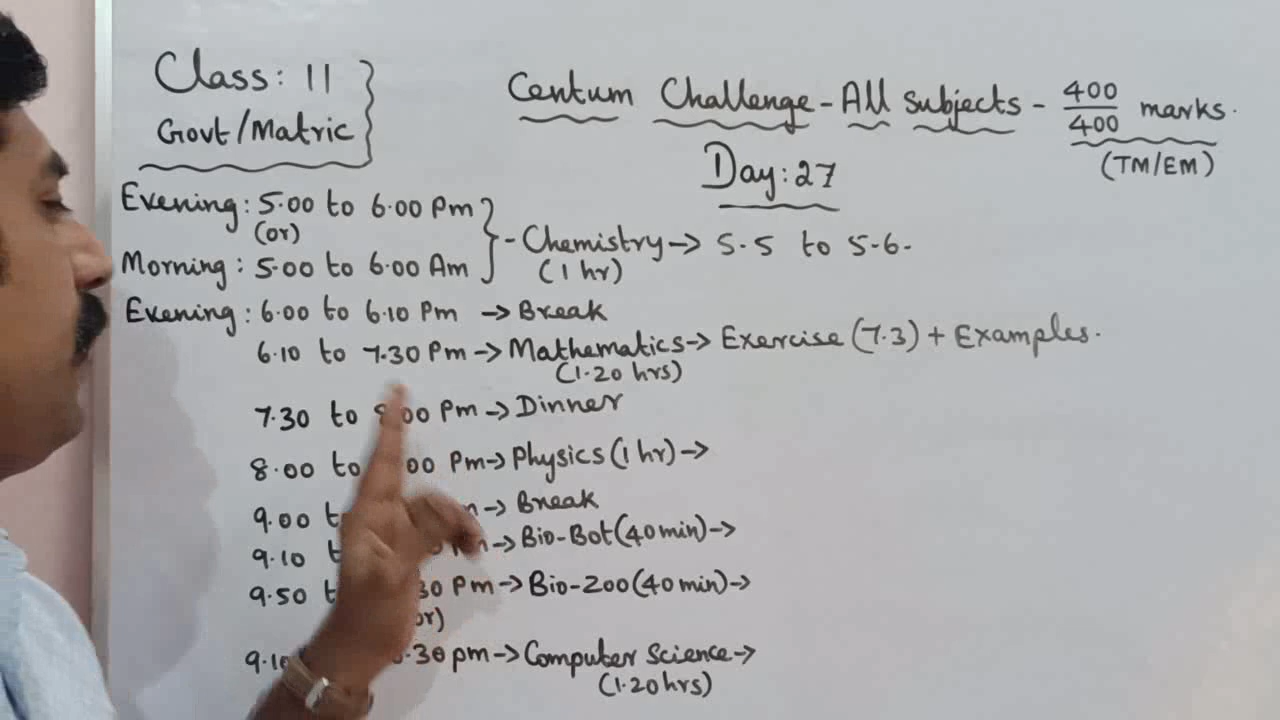 Class: 11
Govt/Matric
Centum Challenge - All Subjects - 400/400 marks.
(TM/EM)
Day: 27
Evening: 5.00 to 6.00 Pm
(or)
Morning: 5.00 to 6.00 Am
- Chemistry → 5.5 to 5.6.
(1 hr)
Evening: 6.00 to 6.10 Pm → Break
6.10 to 7.30 Pm → Mathematics → Exercise (7.3) + Examples.
(1.20 hrs)
7.30 to 8.00 Pm → Dinner
8.00 to 00 Pm → Physics (1 hr) →
9.00 → Break
9.10 → Bio-Bot (40 min) →
9.50 30 Pm → Bio-Zoo (40 min) →
or)
9.10 .30 pm → Computer Science →
(1.20 hrs)